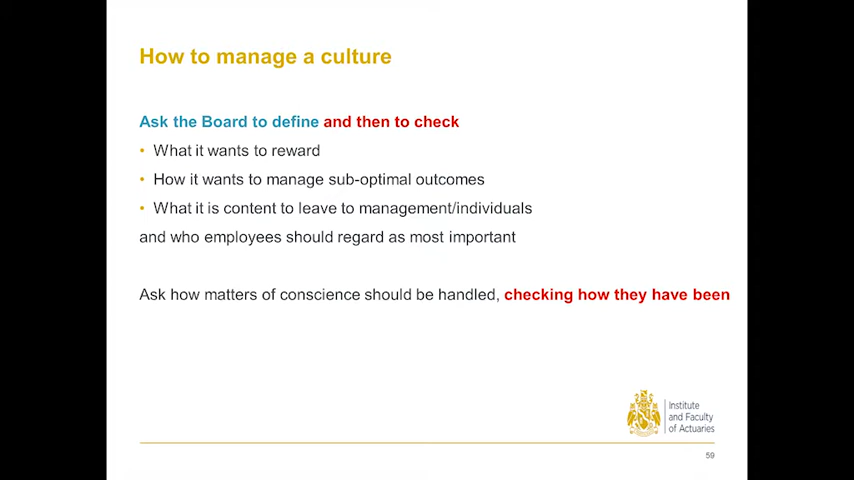 How to manage a culture
Ask the Board to define and then to check
• What it wants to reward
• How it wants to manage sub-optimal outcomes
• What it is content to leave to management/individuals
and who employees should regard as most important
Ask how matters of conscience should be handled, checking how they have been
Institute
and Faculty
of Actuaries
59